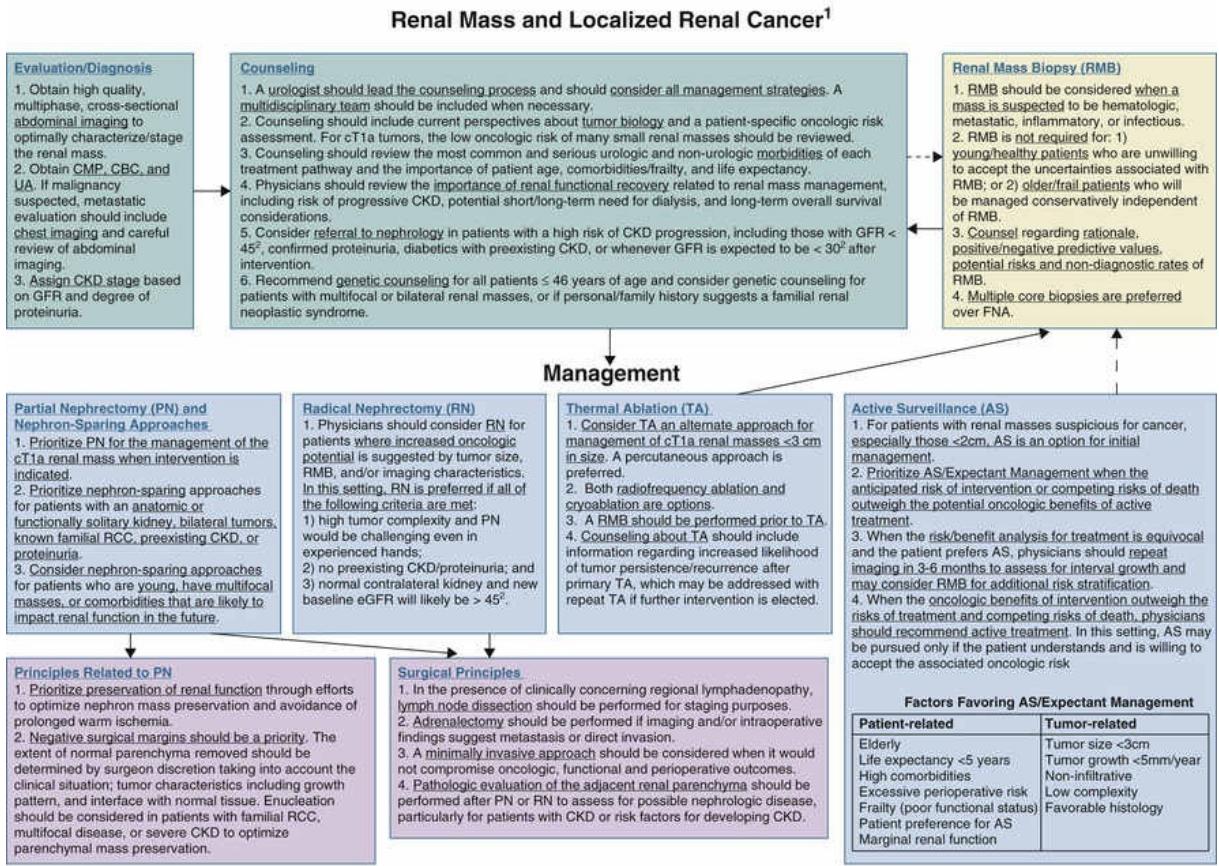 Renal Mass and Localized Renal Cancer¹
Evaluation/Diagnosis
1. Obtain high quality,
multiphase, cross-sectional
abdominal imaging to
optimally characterize/stage
the renal mass.
2. Obtain CMP, CBC, and
UA. If malignancy
suspected, metastatic
evaluation should include
chest imaging and careful
review of abdominal
imaging.
3. Assign CKD stage based
on GFR and degree of
proteinuria.
Counseling
1. A urologist should lead the counseling process and should consider all management strategies. A
multidisciplinary team should be included when necessary.
2. Counseling should include current perspectives about tumor biology and a patient-specific oncologic risk
assessment. For cT1a tumors, the low oncologic risk of many small renal masses should be reviewed.
3. Counseling should review the most common and serious urologic and non-urologic morbidities of each
treatment pathway and the importance of patient age, comorbidities/frailty, and life expectancy.
4. Physicians should review the importance of renal functional recovery related to renal mass management,
including risk of progressive CKD, potential short/long-term need for dialysis, and long-term overall survival
considerations.
5. Consider referral to nephrology in patients with a high risk of CKD progression, including those with GFR <
45², confirmed proteinuria, diabetics with preexisting CKD, or whenever GFR is expected to be < 30² after
intervention.
6. Recommend genetic counseling for all patients ≤ 46 years of age and consider genetic counseling for
patients with multifocal or bilateral renal masses, or if personal/family history suggests a familial renal
neoplastic syndrome.
Renal Mass Biopsy (RMB)
1. RMB should be considered when a
mass is suspected to be hematologic,
metastatic, inflammatory, or infectious.
2. RMB is not required for: 1)
young/healthy patients who are unwilling
to accept the uncertainties associated with
RMB; or 2) older/frail patients who will
be managed conservatively independent
of RMB.
3. Counsel regarding rationale,
positive/negative predictive values,
potential risks and non-diagnostic rates of
RMB.
4. Multiple core biopsies are preferred
over FNA.
Management
Partial Nephrectomy (PN) and
Nephron-Sparing Approaches
1. Prioritize PN for the management of the
cT1a renal mass when intervention is
indicated.
2. Prioritize nephron-sparing approaches
for patients with an anatomic or
functionally solitary kidney, bilateral tumors,
known familial RCC, preexisting CKD, or
proteinuria.
3. Consider nephron-sparing approaches
for patients who are young, have multifocal
masses, or comorbidities that are likely to
impact renal function in the future.
Radical Nephrectomy (RN)
1. Physicians should consider RN for
patients where increased oncologic
potential is suggested by tumor size,
RMB, and/or imaging characteristics.
In this setting, RN is preferred if all of
the following criteria are met:
1) high tumor complexity and PN
would be challenging even in
experienced hands;
2) no preexisting CKD/proteinuria; and
3) normal contralateral kidney and new
baseline eGFR will likely be > 45².
Thermal Ablation (TA)
1. Consider TA an alternate approach for
management of cT1a renal masses <3 cm
in size. A percutaneous approach is
preferred.
2. Both radiofrequency ablation and
cryoablation are options.
3. A RMB should be performed prior to TA.
4. Counseling about TA should include
information regarding increased likelihood
of tumor persistence/recurrence after
primary TA, which may be addressed with
repeat TA if further intervention is elected.
Active Surveillance (AS)
1. For patients with renal masses suspicious for cancer,
especially those <2cm, AS is an option for initial
management.
2. Prioritize AS/Expectant Management when the
anticipated risk of intervention or competing risks of death
outweigh the potential oncologic benefits of active
treatment.
3. When the risk/benefit analysis for treatment is equivocal
and the patient prefers AS, physicians should repeat
imaging in 3-6 months to assess for interval growth and
may consider RMB for additional risk stratification.
4. When the oncologic benefits of intervention outweigh the
risks of treatment and competing risks of death, physicians
should recommend active treatment. In this setting, AS may
be pursued only if the patient understands and is willing to
accept the associated oncologic risk
Factors Favoring AS/Expectant Management
Patient-related Tumor-related
Elderly Tumor size <3cm
Life expectancy <5 years Tumor growth <5mm/year
High comorbidities Non-infiltrative
Excessive perioperative risk Low complexity
Frailty (poor functional status) Favorable histology
Patient preference for AS
Marginal renal function
Principles Related to PN
1. Prioritize preservation of renal function through efforts
to optimize nephron mass preservation and avoidance of
prolonged warm ischemia.
2. Negative surgical margins should be a priority. The
extent of normal parenchyma removed should be
determined by surgeon discretion taking into account the
clinical situation; tumor characteristics including growth
pattern, and interface with normal tissue. Enucleation
should be considered in patients with familial RCC,
multifocal disease, or severe CKD to optimize
parenchymal mass preservation.
Surgical Principles
1. In the presence of clinically concerning regional lymphadenopathy,
lymph node dissection should be performed for staging purposes.
2. Adrenalectomy should be performed if imaging and/or intraoperative
findings suggest metastasis or direct invasion.
3. A minimally invasive approach should be considered when it would
not compromise oncologic, functional and perioperative outcomes.
4. Pathologic evaluation of the adjacent renal parenchyma should be
performed after PN or RN to assess for possible nephrologic disease,
particularly for patients with CKD or risk factors for developing CKD.